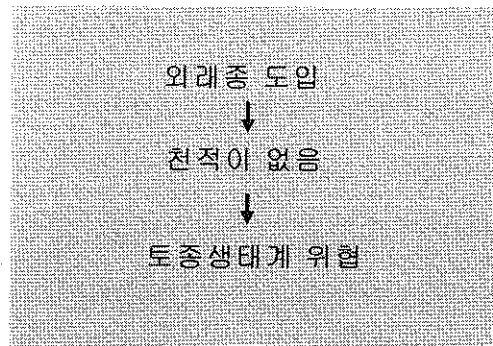 외래종 도입
천적이 없음
토종생태계 위협